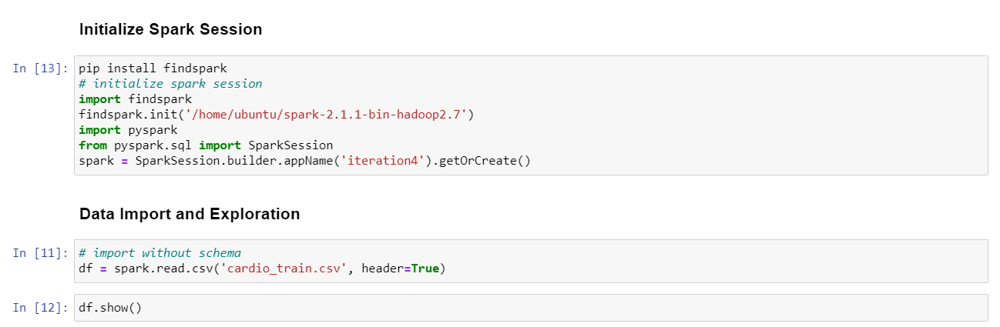 Initialize Spark Session
In [13]: pip install findspark
# initialize spark session
import findspark
findspark.init('/home/ubuntu/spark-2.1.1-bin-hadoop2.7')
import pyspark
from pyspark.sql import SparkSession
spark = SparkSession.builder.appName('iteration4').getOrCreate()
Data Import and Exploration
In [11]: # import without schema
df = spark.read.csv('cardio_train.csv', header=True)
In [12]: df.show()